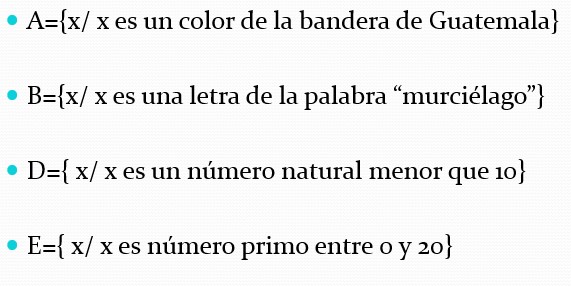 • A={x/ x es un color de la bandera de Guatemala}
• B={x/ x es una letra de la palabra “murciélago”}
• D={ x/ x es un número natural menor que 10}
• E={ x/ x es número primo entre 0 y 20}